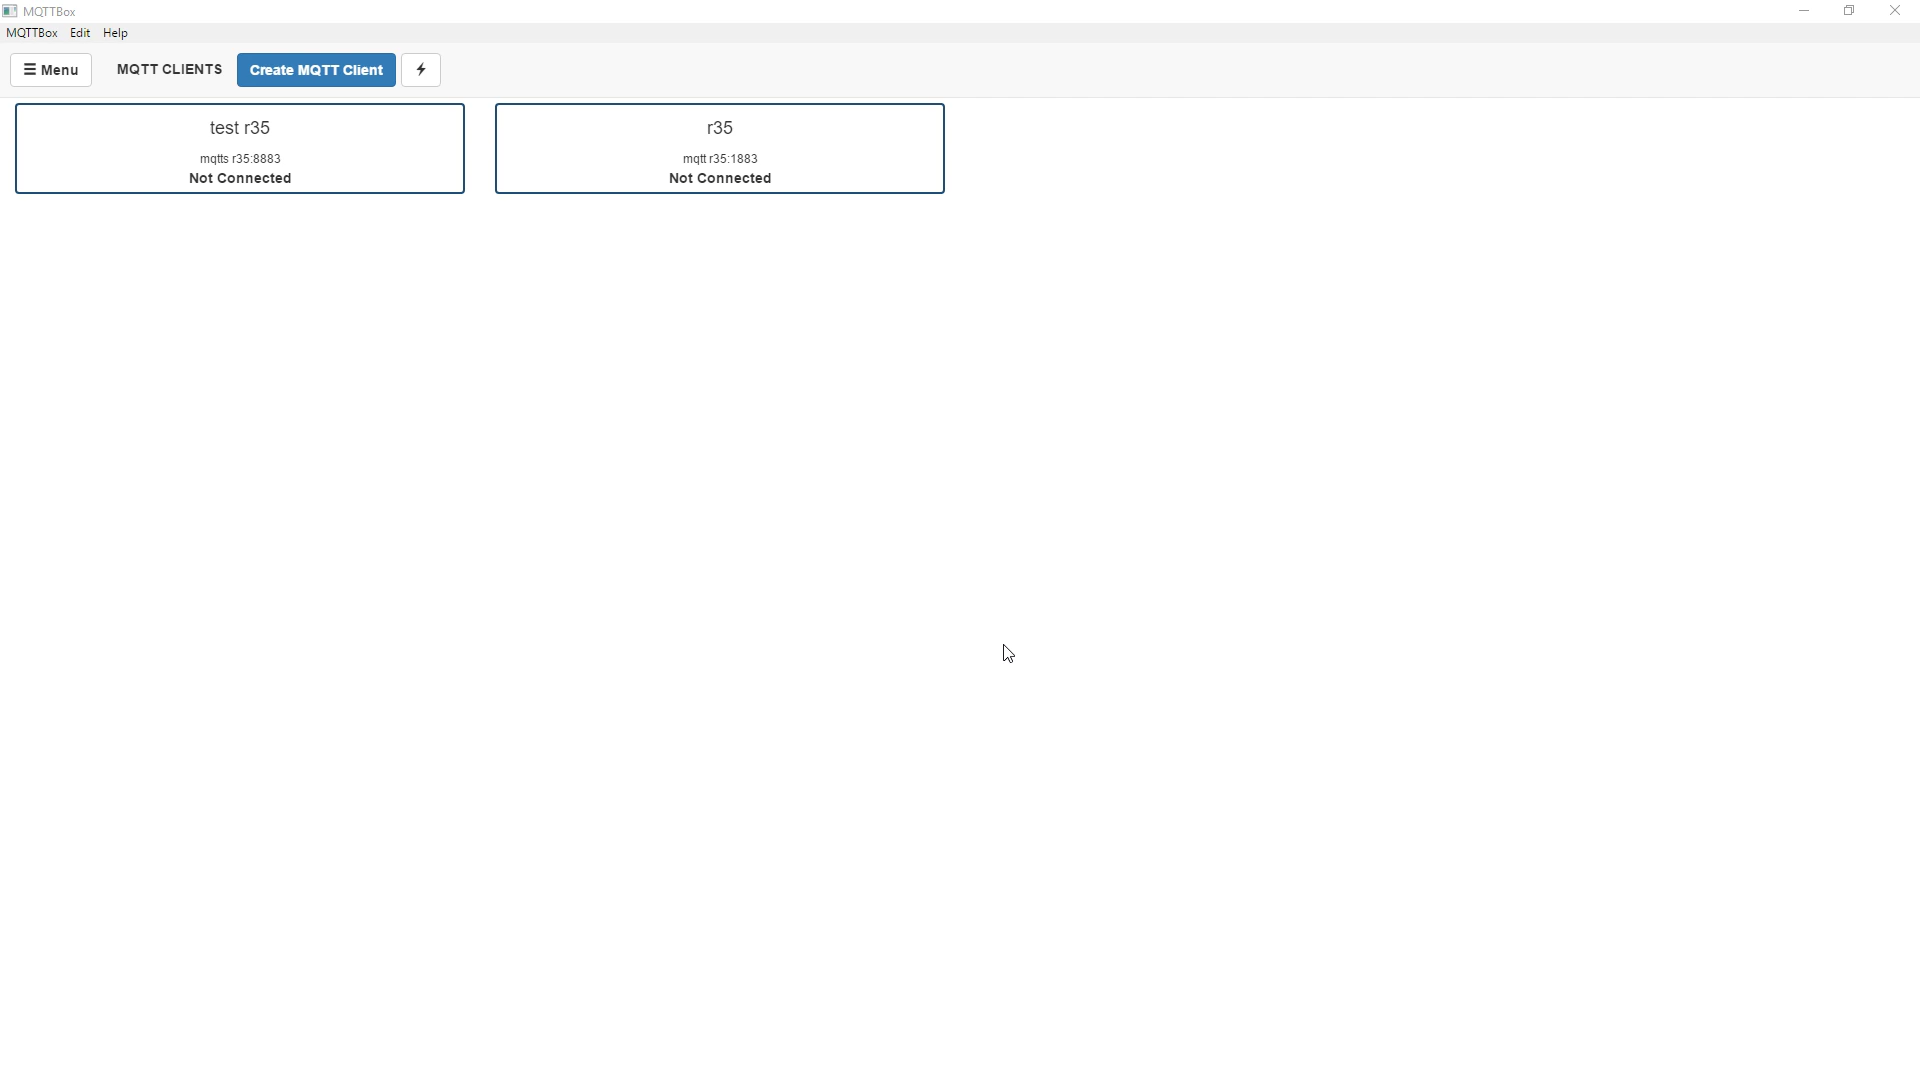 MQTTBox
MQTTBox Edit Help
Menu MQTT CLIENTS Create MQTT Client
test r35
mqtts r35:8883
Not Connected
r35
mqtt r35:1883
Not Connected